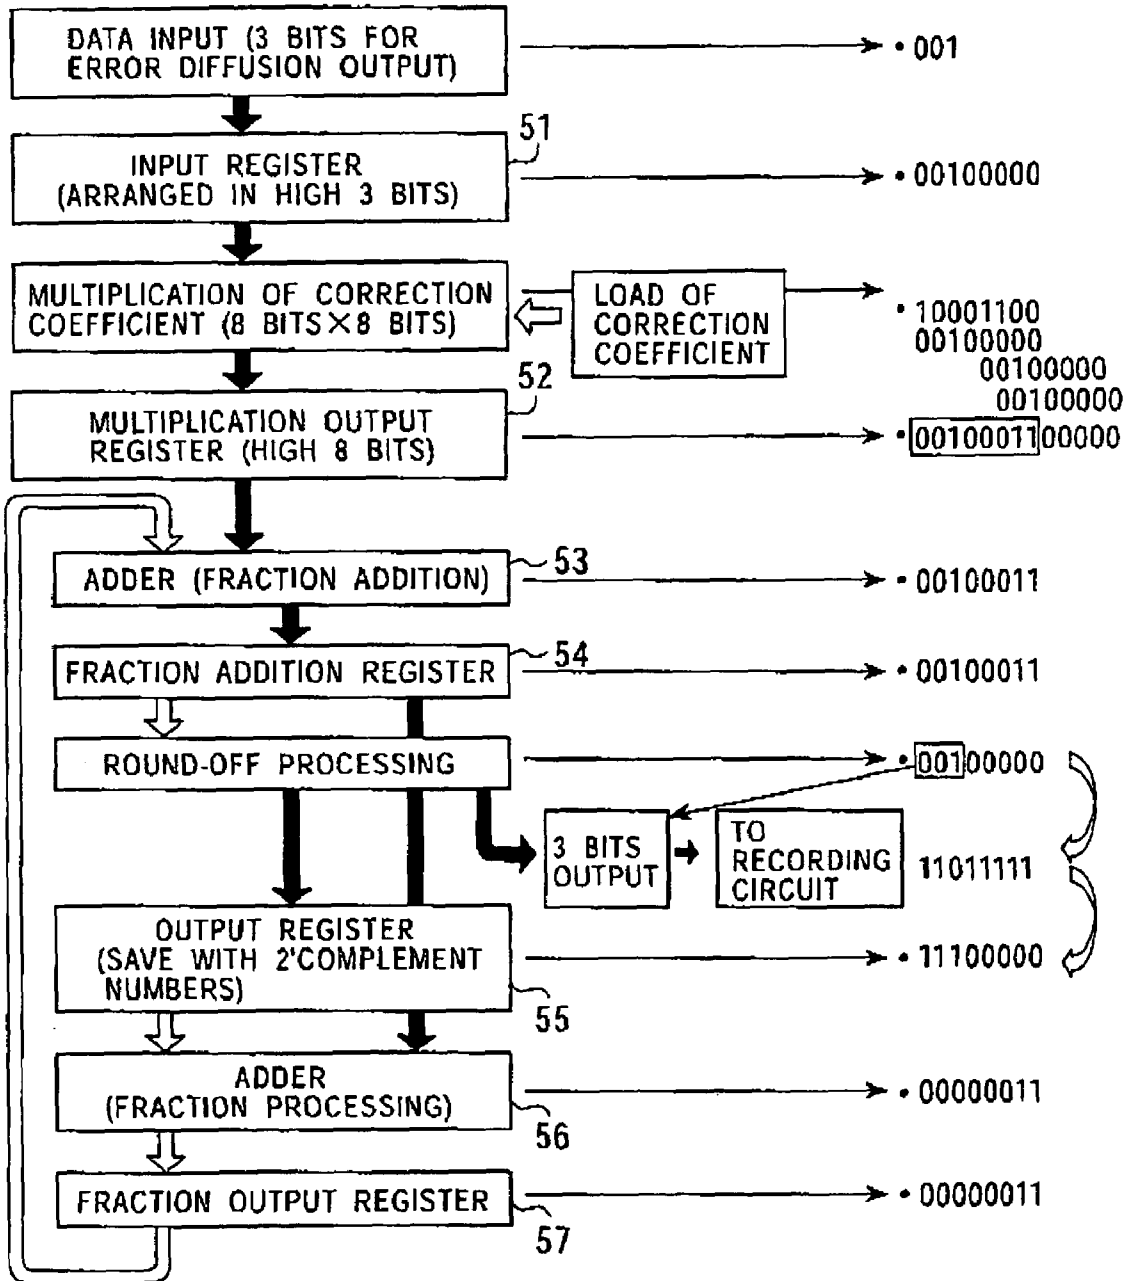 DATA INPUT (3 BITS FOR
ERROR DIFFUSION OUTPUT)
•001
51
INPUT REGISTER
(ARRANGED IN HIGH 3 BITS)
•00100000
MULTIPLICATION OF CORRECTION
COEFFICIENT (8 BITS×8 BITS)
LOAD OF
CORRECTION
COEFFICIENT
•10001100
00100000
00100000
00100000
52
MULTIPLICATION OUTPUT
REGISTER (HIGH 8 BITS)
•0010001100000
53
ADDER (FRACTION ADDITION)
•00100011
54
FRACTION ADDITION REGISTER
•00100011
ROUND-OFF PROCESSING
•00100000
3 BITS
OUTPUT
TO
RECORDING
CIRCUIT
11011111
OUTPUT REGISTER
(SAVE WITH 2'COMPLEMENT
NUMBERS)
•11100000
55
ADDER
(FRACTION PROCESSING)
•00000011
56
FRACTION OUTPUT REGISTER
•00000011
57